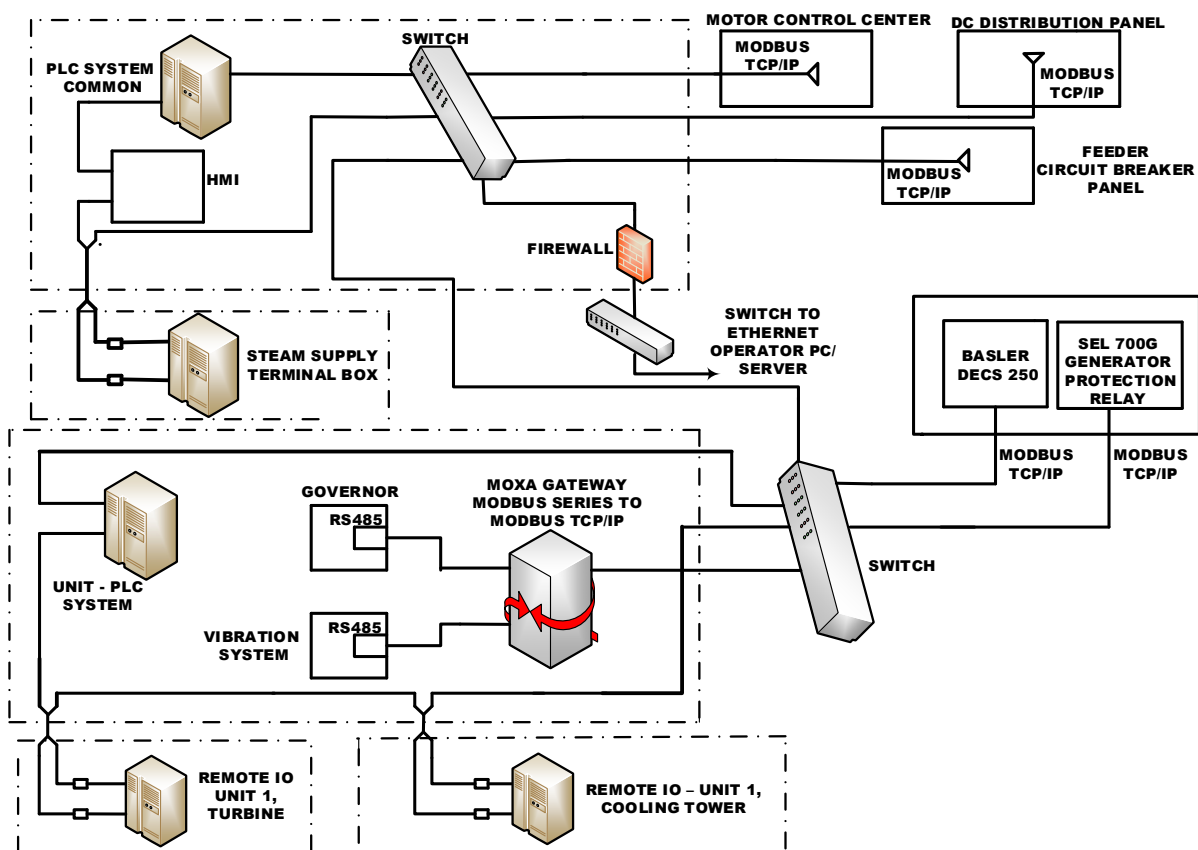 MOTOR CONTROL CENTER
MODBUS
TCP/IP
DC DISTRIBUTION PANEL
MODBUS
TCP/IP
SWITCH
PLC SYSTEM
COMMON
HMI
MODBUS
TCP/IP
FEEDER
CIRCUIT BREAKER
PANEL
FIREWALL
SWITCH TO
ETHERNET
OPERATOR PC/
SERVER
STEAM SUPPLY
TERMINAL BOX
BASLER
DECS 250
SEL 700G
GENERATOR
PROTECTION
RELAY
MODBUS
TCP/IP
MODBUS
TCP/IP
MOXA GATEWAY
MODBUS SERIES TO
MODBUS TCP/IP
GOVERNOR
RS485
UNIT - PLC
SYSTEM
SWITCH
VIBRATION
SYSTEM
RS485
REMOTE IO
UNIT 1,
TURBINE
REMOTE IO – UNIT 1,
COOLING TOWER